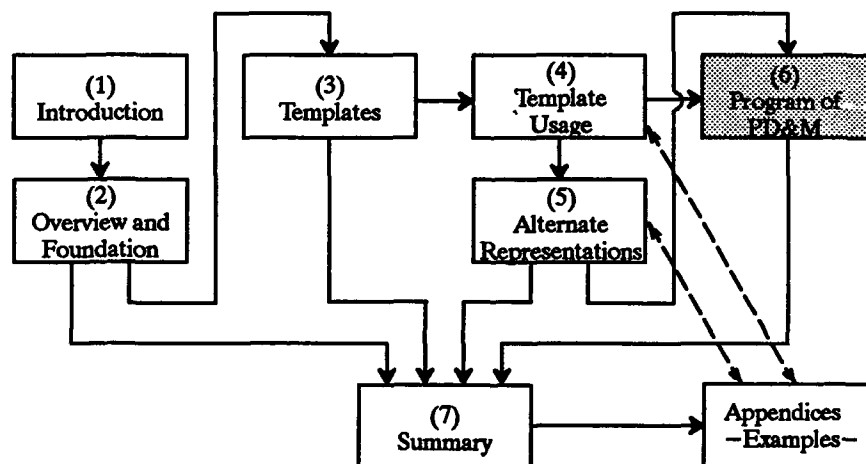 (1)
Introduction
(2)
Overview and
Foundation
(3)
Templates
(4)
Template
Usage
(5)
Alternate
Representations
(6)
Program of
PD&M
(7)
Summary
Appendices
–Examples–